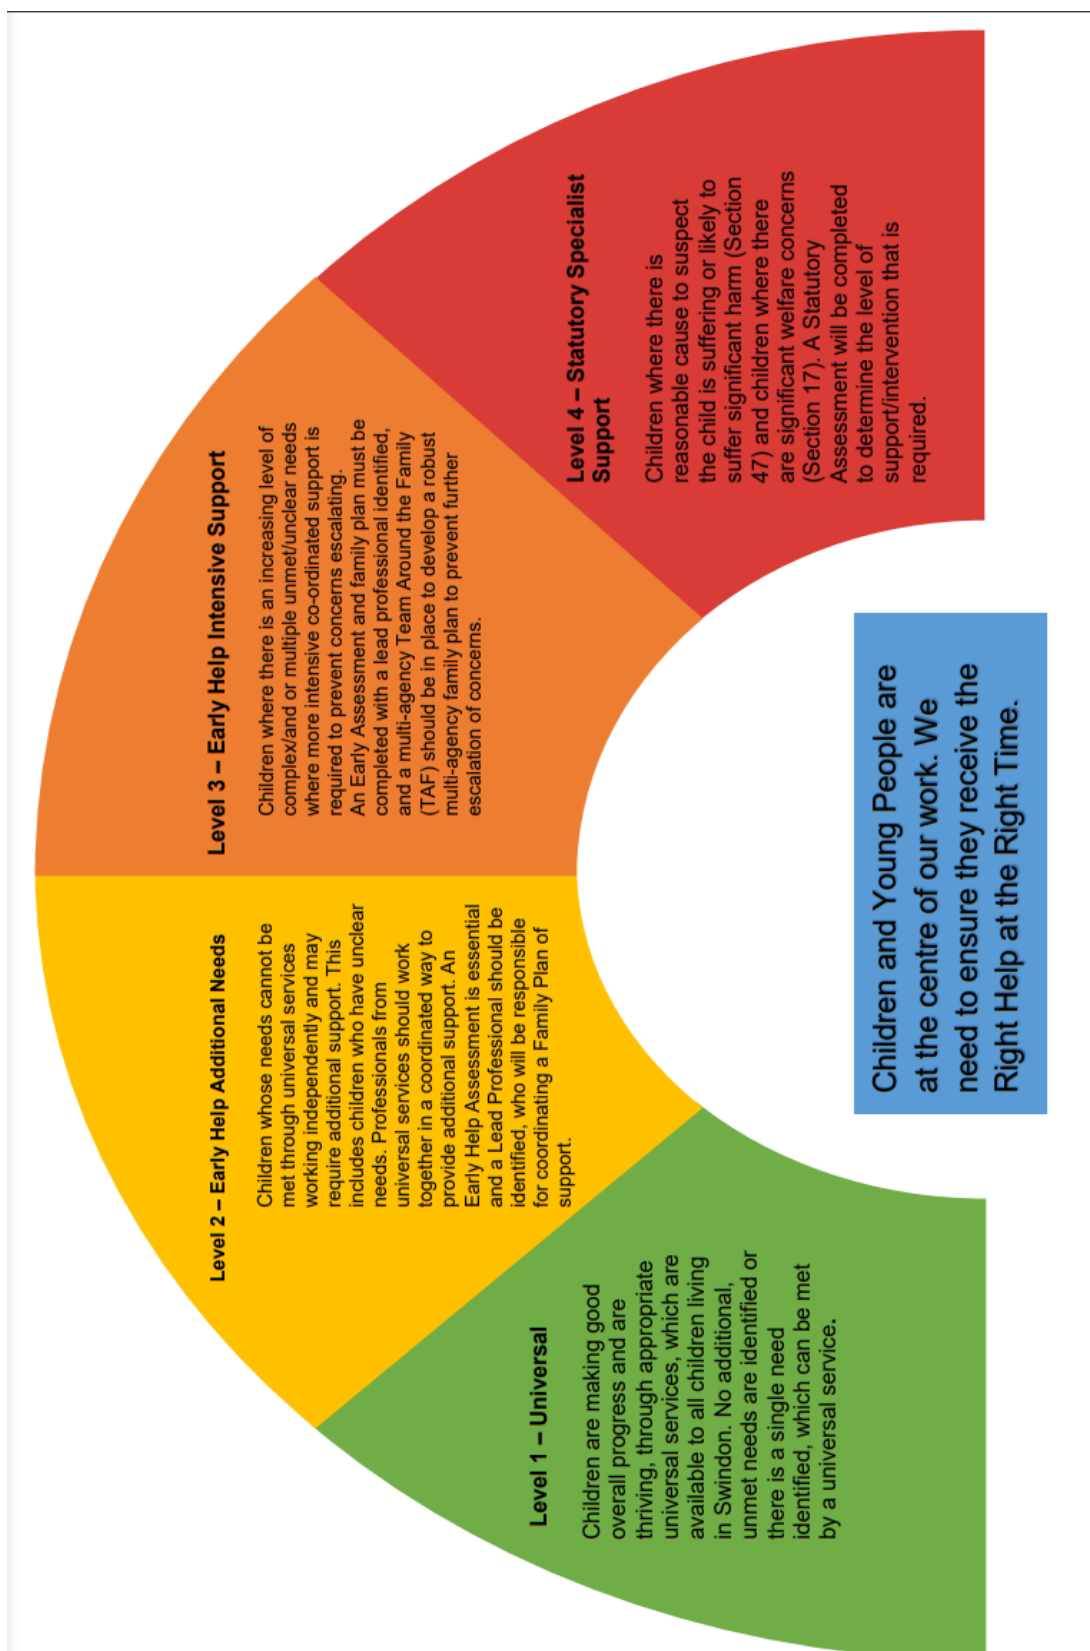 Level 1 – Universal
Children are making good
overall progress and are
thriving, through appropriate
universal services, which are
available to all children living
in Swindon. No additional,
unmet needs are identified or
there is a single need
identified, which can be met
by a universal service.
Level 2 – Early Help Additional Needs
Children whose needs cannot be
met through universal services
working independently and may
require additional support. This
includes children who have unclear
needs. Professionals from
universal services should work
together in a coordinated way to
provide additional support. An
Early Help Assessment is essential
and a Lead Professional should be
identified, who will be responsible
for coordinating a Family Plan of
support.
Level 3 – Early Help Intensive Support
Children where there is an increasing level of
complex/and or multiple unmet/unclear needs
where more intensive co-ordinated support is
required to prevent concerns escalating.
An Early Assessment and family plan must be
completed with a lead professional identified,
and a multi-agency Team Around the Family
(TAF) should be in place to develop a robust
multi-agency family plan to prevent further
escalation of concerns.
Level 4 – Statutory Specialist
Support
Children where there is
reasonable cause to suspect
the child is suffering or likely to
suffer significant harm (Section
47) and children where there
are significant welfare concerns
(Section 17). A Statutory
Assessment will be completed
to determine the level of
support/intervention that is
required.
Children and Young People are
at the centre of our work. We
need to ensure they receive the
Right Help at the Right Time.